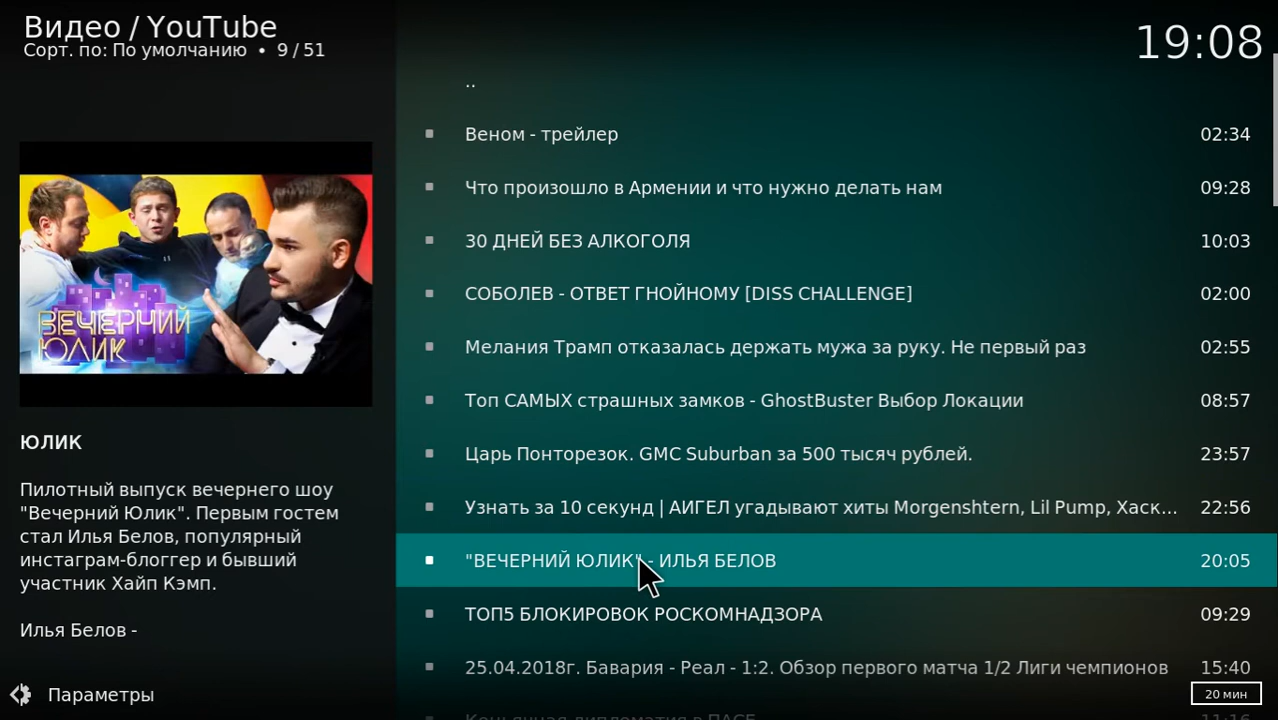 Видео / YouTube
Сорт. по: По умолчанию • 9 / 51
19:08
..
Веном - трейлер 02:34
Что произошло в Армении и что нужно делать нам 09:28
30 ДНЕЙ БЕЗ АЛКОГОЛЯ 10:03
СОБОЛЕВ - ОТВЕТ ГНОЙНОМУ [DISS CHALLENGE] 02:00
Мелания Трамп отказалась держать мужа за руку. Не первый раз 02:55
Топ САМЫХ страшных замков - GhostBuster Выбор Локации 08:57
Царь Понторезок. GMC Suburban за 500 тысяч рублей. 23:57
Узнать за 10 секунд | АИГЕЛ угадывают хиты Morgenshtern, Lil Pump, Хаск... 22:56
"ВЕЧЕРНИЙ ЮЛИК" - ИЛЬЯ БЕЛОВ 20:05
ТОП5 БЛОКИРОВОК РОСКОМНАДЗОРА 09:29
25.04.2018г. Бавария - Реал - 1:2. Обзор первого матча 1/2 Лиги чемпионов 15:40
Коньячная дипломатия в ПАСЕ 11:16
ВЕЧЕРНИЙ
ЮЛИК
ЮЛИК
Пилотный выпуск вечернего шоу
"Вечерний Юлик". Первым гостем
стал Илья Белов, популярный
инстаграм-блоггер и бывший
участник Хайп Кэмп.
Илья Белов -
Параметры
20 мин